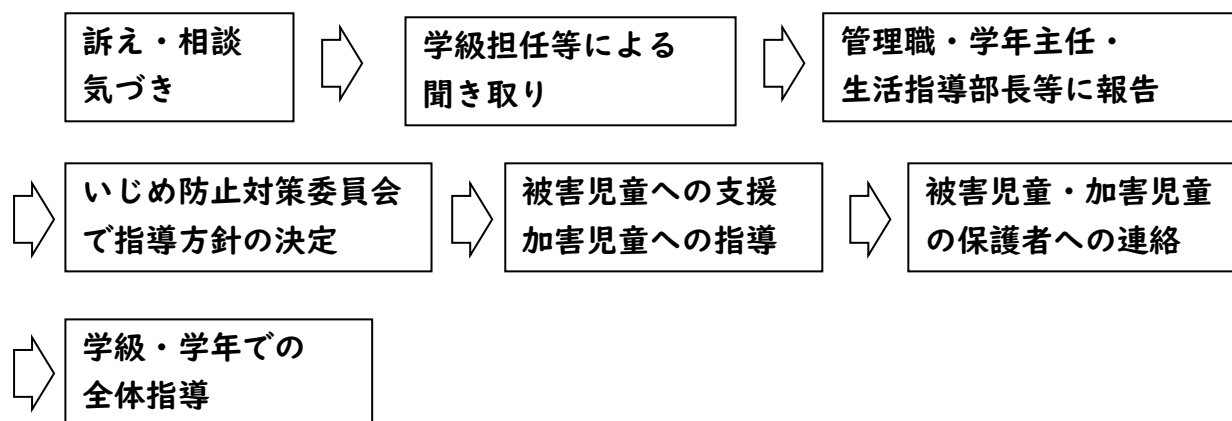 訴え・相談
気づき
学級担任等による
聞き取り
管理職・学年主任・
生活指導部長等に報告
いじめ防止対策委員会
で指導方針の決定
被害児童への支援
加害児童への指導
被害児童・加害児童
の保護者への連絡
学級・学年での
全体指導